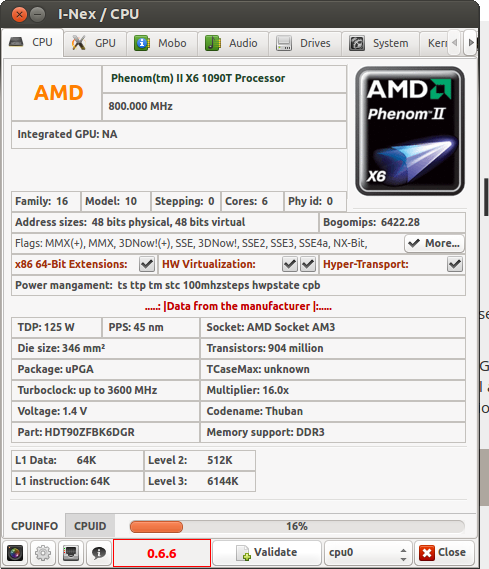 I-Nex / CPU
CPU GPU Mobo Audio Drives System Kern
AMD
Phenom(tm) II X6 1090T Processor
800.000 MHz
Integrated GPU: NA
AMD
Phenom II
X6
Family: 16 Model: 10 Stepping: 0 Cores: 6 Phy id: 0
Address sizes: 48 bits physical, 48 bits virtual Bogomips: 6422.28
Flags: MMX(+), MMX, 3DNow!(+), SSE, 3DNow!, SSE2, SSE3, SSE4a, NX-Bit, More...
x86 64-Bit Extensions: HW Virtualization: Hyper-Transport:
Power mangament: ts ttp tm stc 100mhzsteps hwpstate cpb
.....: |Data from the manufacturer |:.....
TDP: 125 W PPS: 45 nm Socket: AMD Socket AM3
Die size: 346 mm² Transistors: 904 million
Package: uPGA TCaseMax: unknown
Turboclock: up to 3600 MHz Multiplier: 16.0x
Voltage: 1.4 V Codename: Thuban
Part: HDT90ZFBK6DGR Memory support: DDR3
L1 Data: 64K Level 2: 512K
L1 instruction: 64K Level 3: 6144K
CPUINFO CPUID 16%
0.6.6 Validate cpu0 Close